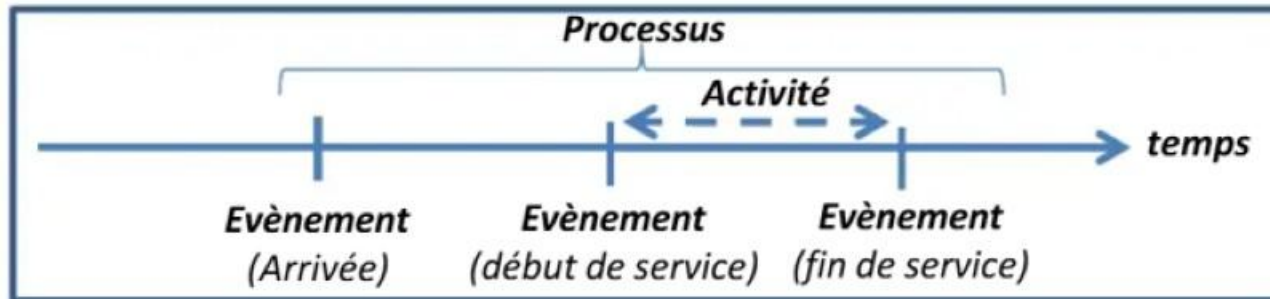 Processus
Activité
temps
Evènement Evènement Evènement
(Arrivée) (début de service) (fin de service)